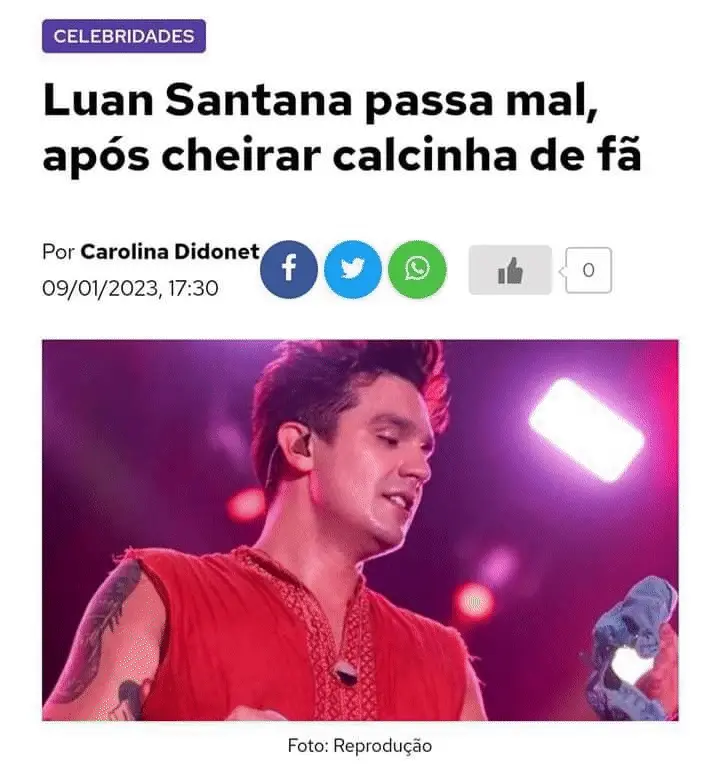 CELEBRIDADES
Luan Santana passa mal,
após cheirar calcinha de fã
Por Carolina Didonet
09/01/2023, 17:30
0
Foto: Reprodução